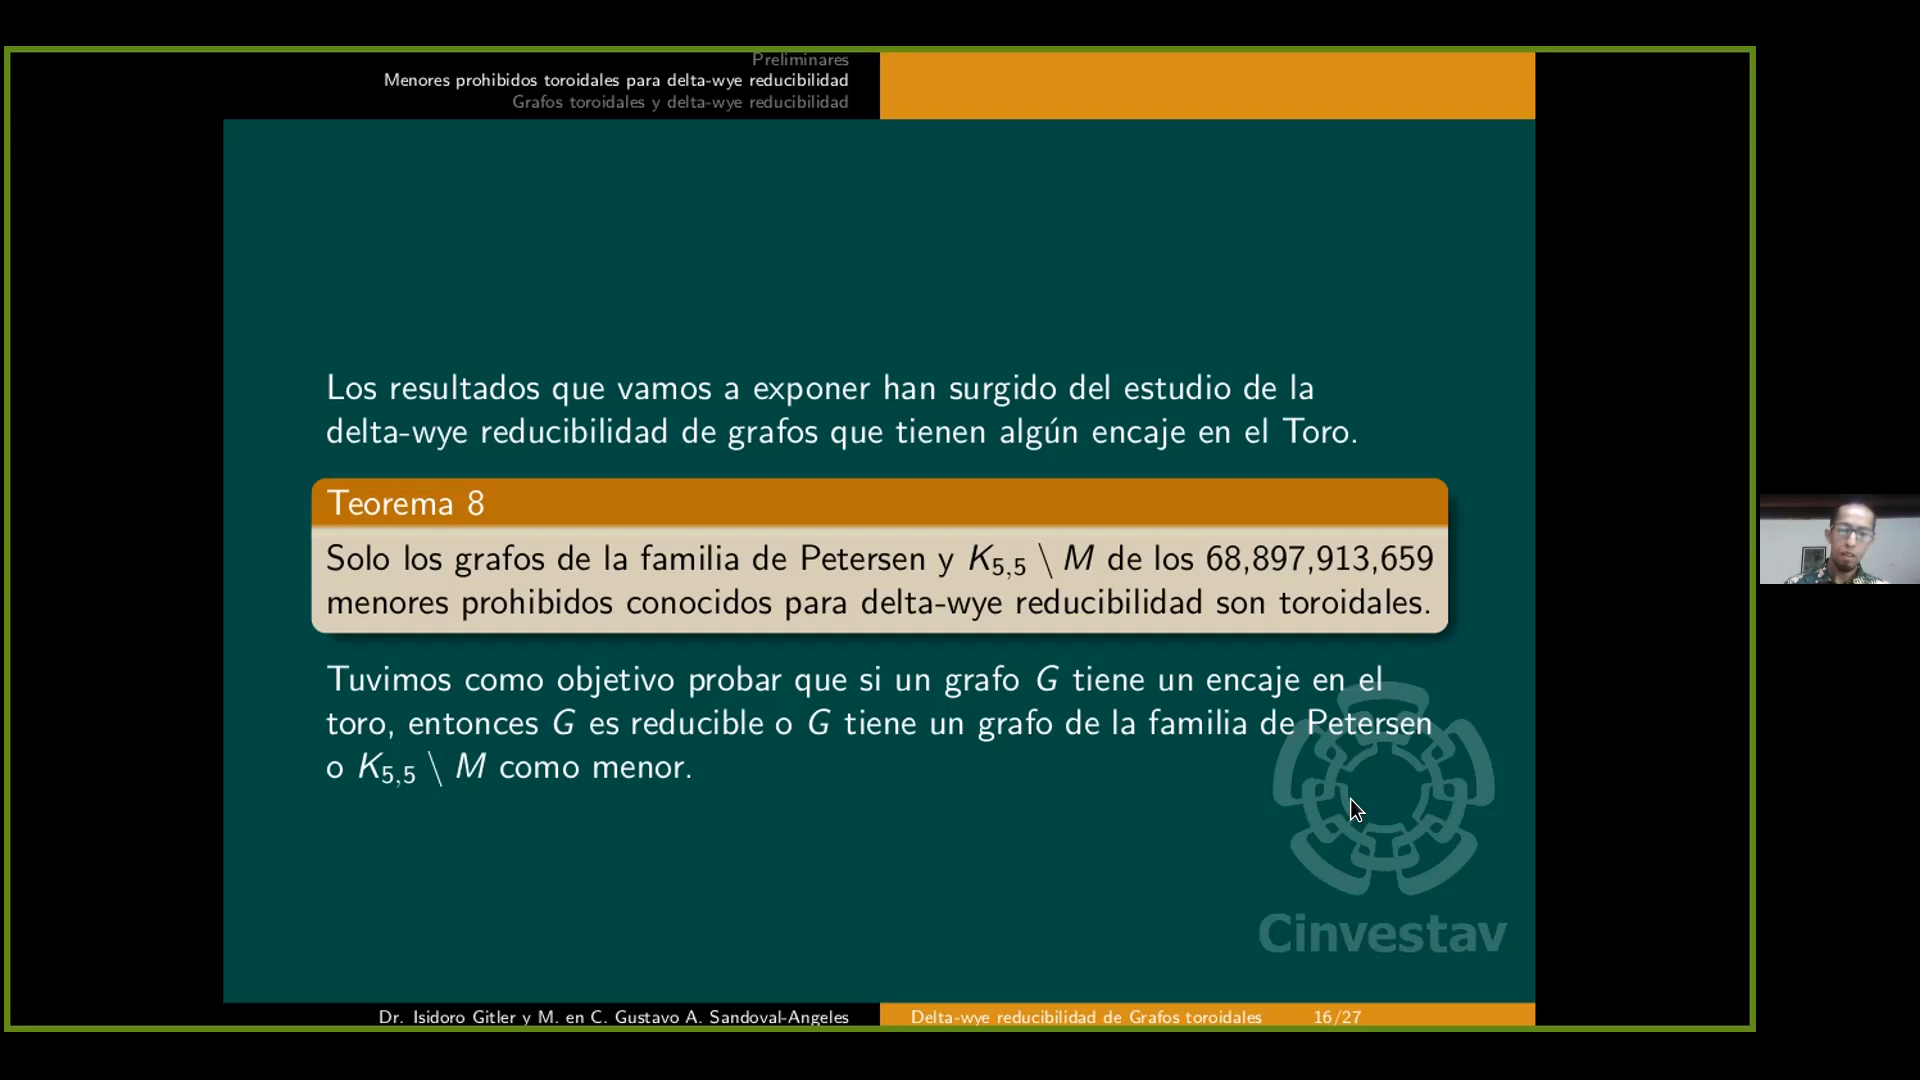 Preliminares
Menores prohibidos toroidales para delta-wye reducibilidad
Grafos toroidales y delta-wye reducibilidad
Los resultados que vamos a exponer han surgido del estudio de la
delta-wye reducibilidad de grafos que tienen algún encaje en el Toro.
Teorema 8
Solo los grafos de la familia de Petersen y K₅,₅ \ M de los 68,897,913,659
menores prohibidos conocidos para delta-wye reducibilidad son toroidales.
Tuvimos como objetivo probar que si un grafo G tiene un encaje en el
toro, entonces G es reducible o G tiene un grafo de la familia de Petersen
o K₅,₅ \ M como menor.
Cinvestav
Dr. Isidoro Gitler y M. en C. Gustavo A. Sandoval-Angeles
Delta-wye reducibilidad de Grafos toroidales 16/27